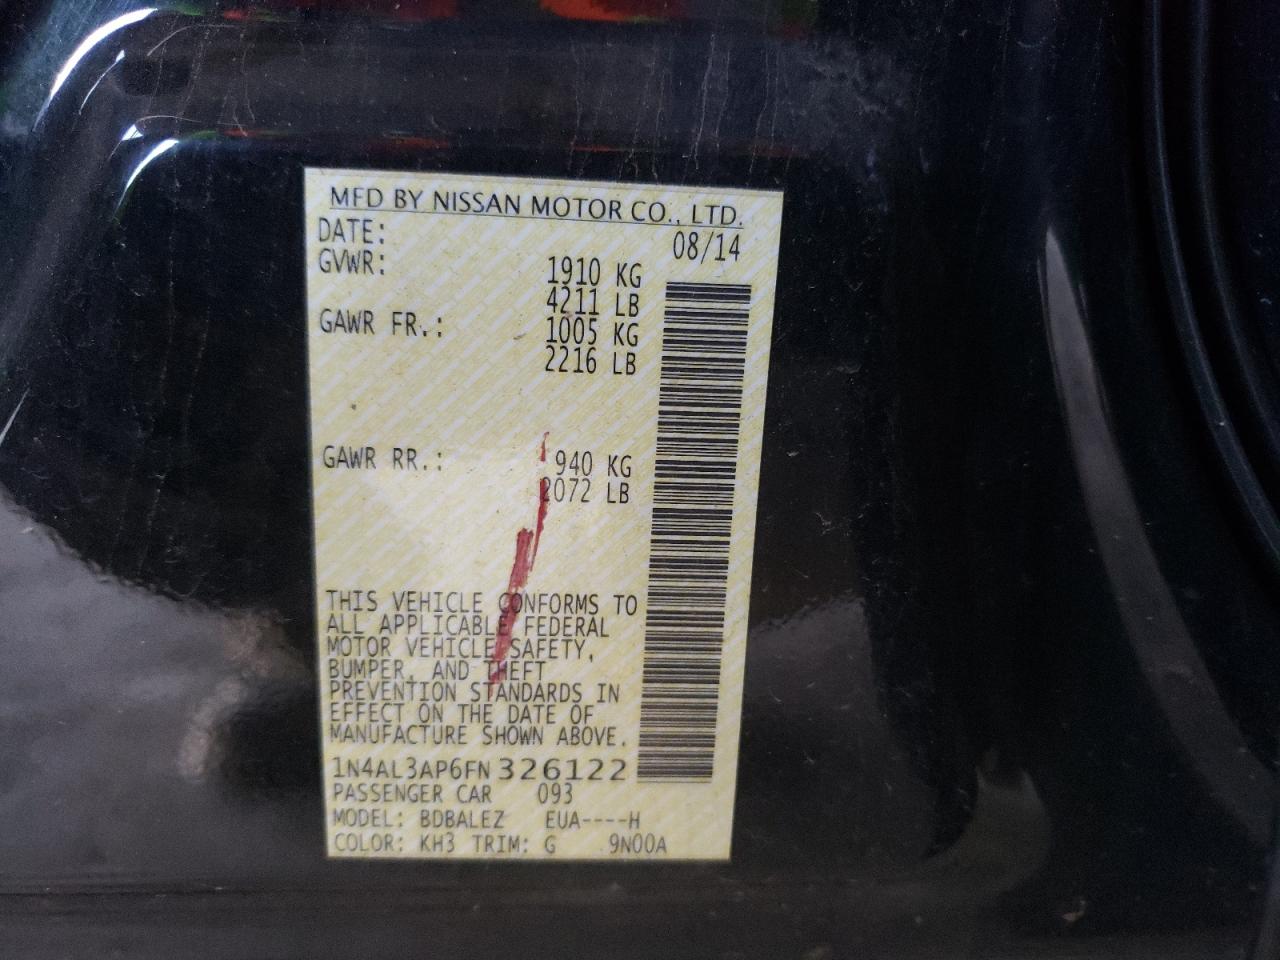 MFD BY NISSAN MOTOR CO., LTD.
DATE: 08/14
GVWR: 1910 KG
4211 LB
GAWR FR.: 1005 KG
2216 LB
GAWR RR.: 940 KG
2072 LB
THIS VEHICLE CONFORMS TO
ALL APPLICABLE FEDERAL
MOTOR VEHICLE SAFETY,
BUMPER, AND THEFT
PREVENTION STANDARDS IN
EFFECT ON THE DATE OF
MANUFACTURE SHOWN ABOVE.
1N4AL3AP6FN326122
PASSENGER CAR 093
MODEL: BDBALEZ EUA----H
COLOR: KH3 TRIM: G 9N00A